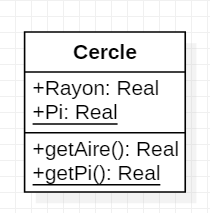 Cercle
+Rayon: Real
+Pi: Real
+getAire(): Real
+getPi(): Real